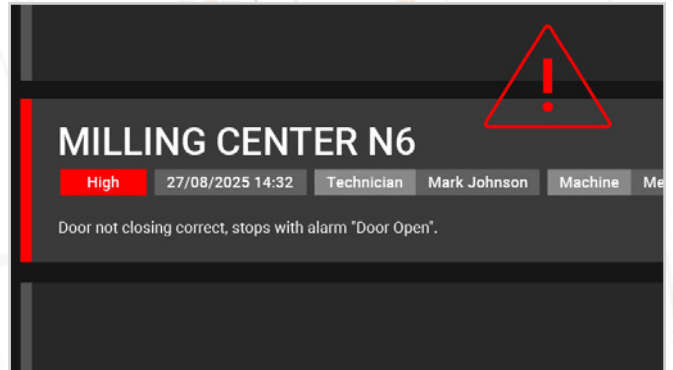 MILLING CENTER N6
High 27/08/2025 14:32 Technician Mark Johnson Machine Me
Door not closing correct, stops with alarm "Door Open".